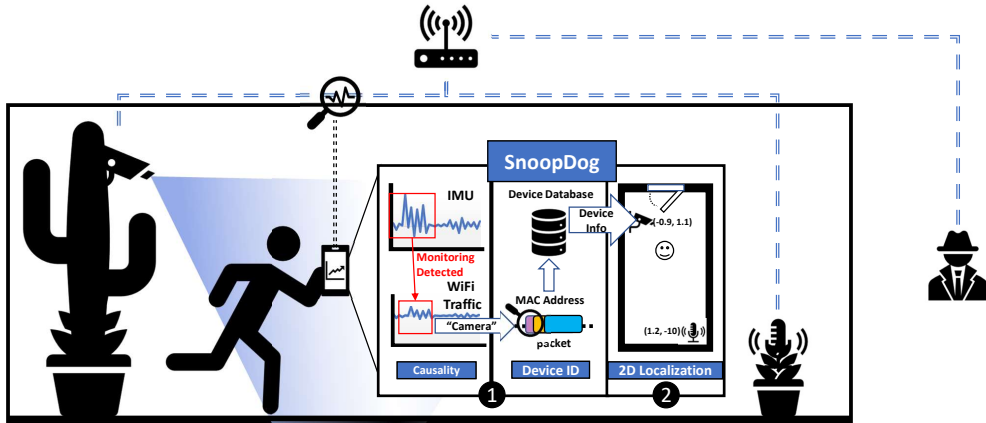 SnoopDog
IMU
Monitoring
Detected
WiFi
Traffic
"Camera"
Causality
Device Database
Device
Info
MAC Address
packet
Device ID
(-0.9, 1.1)
(1.2, -10)
2D Localization
1
2